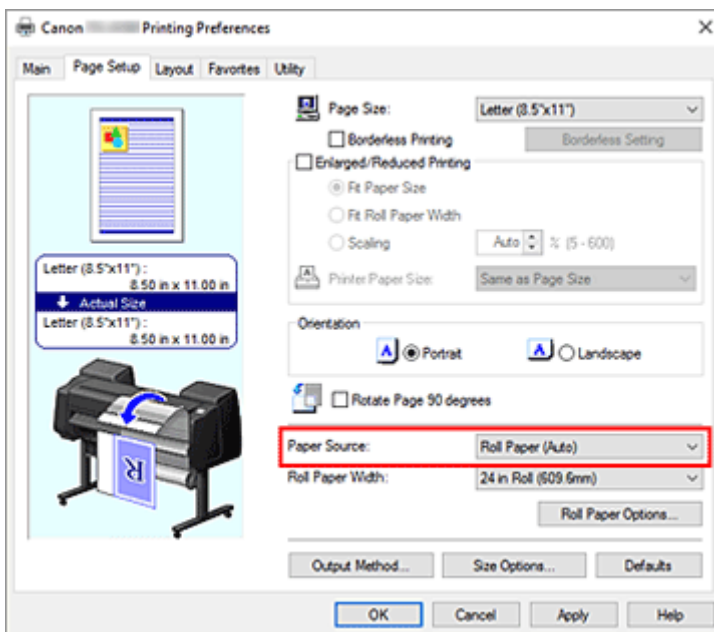 Canon Printing Preferences
Main Page Setup Layout Favorites Utility
Page Size: Letter (8.5"x11")
Borderless Printing Borderless Setting
Enlarged/Reduced Printing
Fit Paper Size
Fit Roll Paper Width
Scaling Auto % (5 - 600)
Printer Paper Size: Same as Page Size
Letter (8.5"x11") :
8.50 in x 11.00 in
Actual Size
Letter (8.5"x11") :
8.50 in x 11.00 in
Orientation
A Portrait A Landscape
Rotate Page 90 degrees
R
Paper Source: Roll Paper (Auto)
Roll Paper Width: 24 in Roll (609.6mm)
Roll Paper Options...
Output Method... Size Options... Defaults
OK Cancel Apply Help